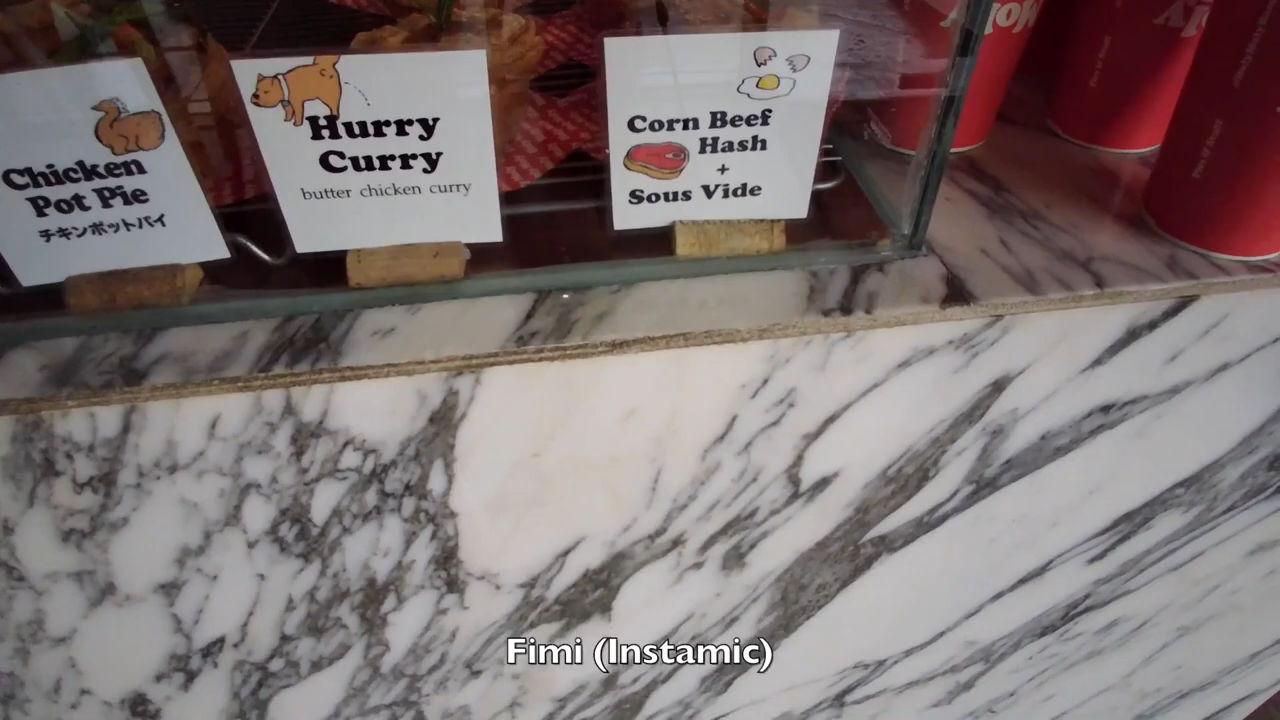 Chicken
Pot Pie
チキンポットパイ
Hurry
Curry
butter chicken curry
Corn Beef
Hash
+
Sous Vide
Fimi (Instamic)